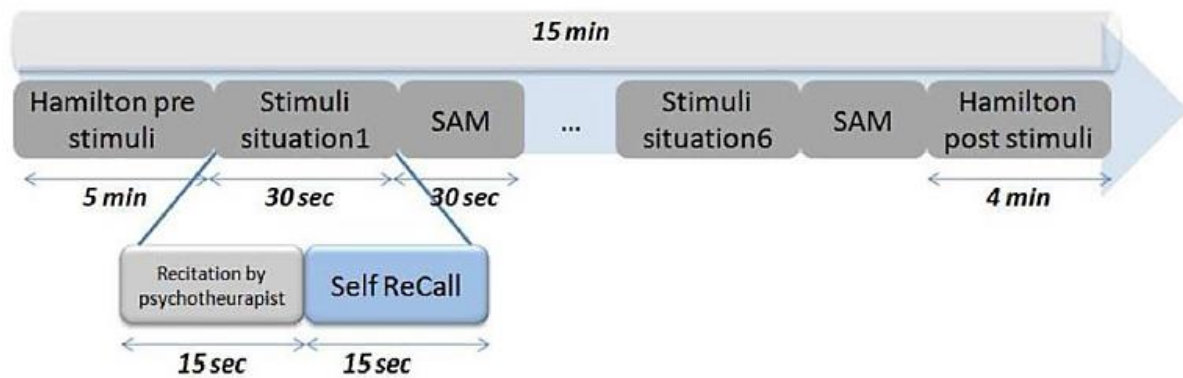 15 min
Hamilton pre
stimuli
Stimuli
situation1
SAM
...
Stimuli
situation6
SAM
Hamilton
post stimuli
5 min
30 sec
30 sec
4 min
Recitation by
psychotheurapist
Self ReCall
15 sec
15 sec